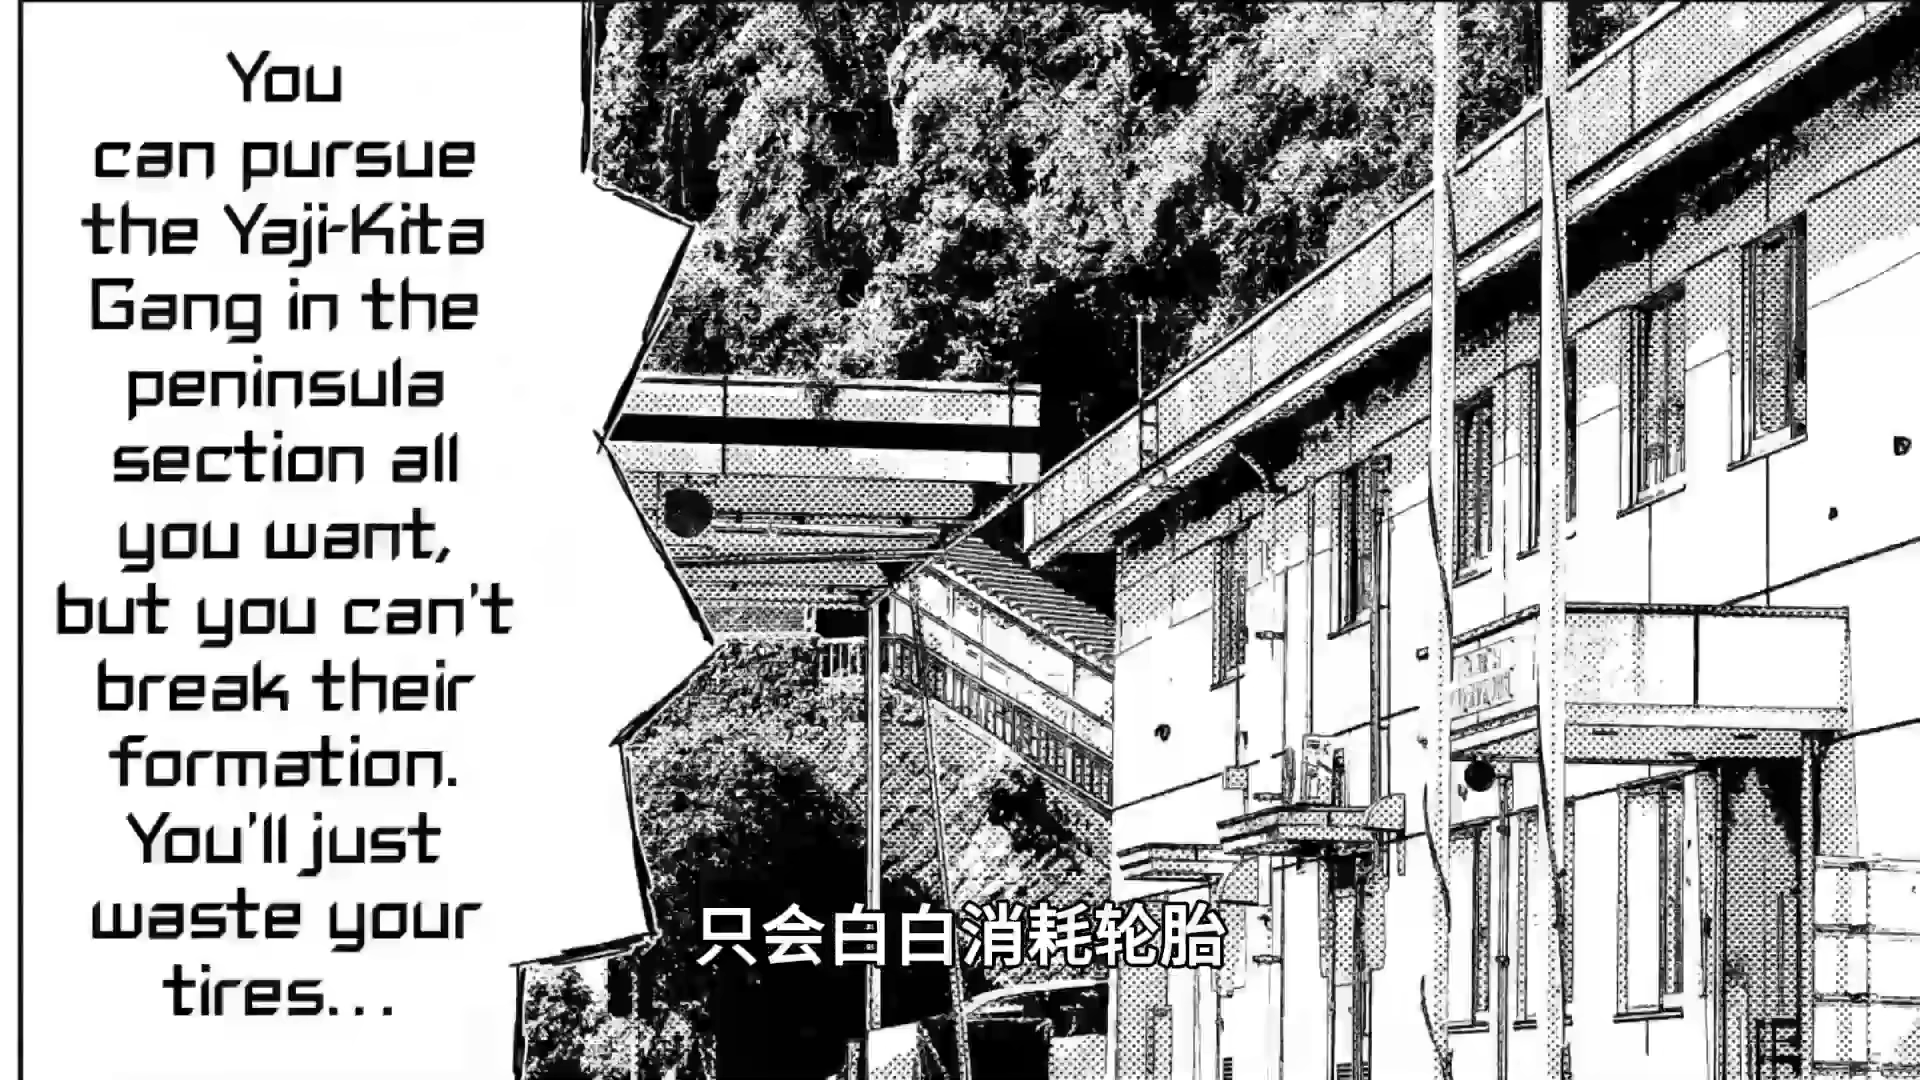 You
can pursue
the Yaji-Kita
Gang in the
peninsula
section all
you want,
but you can't
break their
formation.
You'll just
waste your
tires...
只会白白消耗轮胎